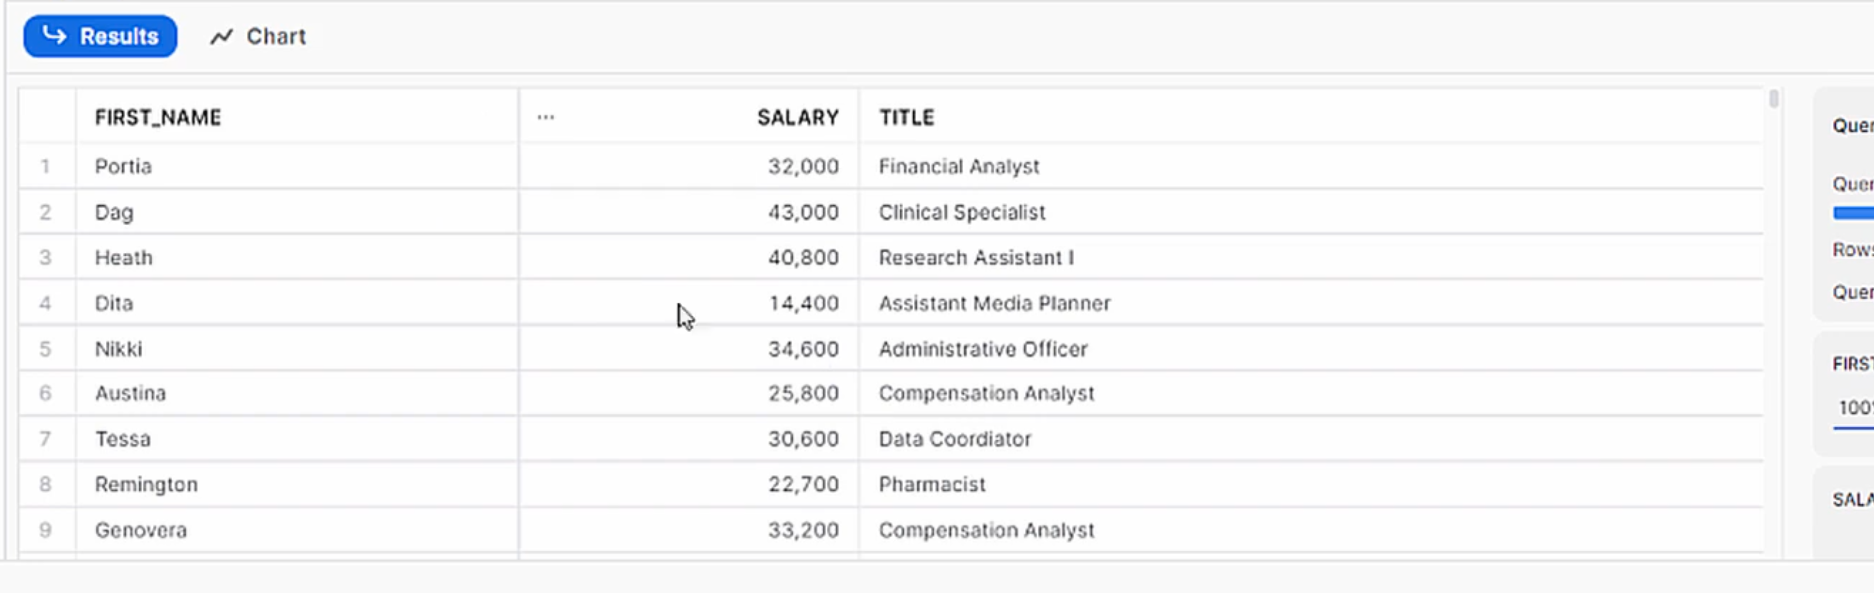 Results Chart
FIRST_NAME ... SALARY TITLE
1 Portia 32,000 Financial Analyst
2 Dag 43,000 Clinical Specialist
3 Heath 40,800 Research Assistant I
4 Dita 14,400 Assistant Media Planner
5 Nikki 34,600 Administrative Officer
6 Austina 25,800 Compensation Analyst
7 Tessa 30,600 Data Coordiator
8 Remington 22,700 Pharmacist
9 Genovera 33,200 Compensation Analyst
Quer
Quer
Rows
Quer
FIRST
100%
SALA